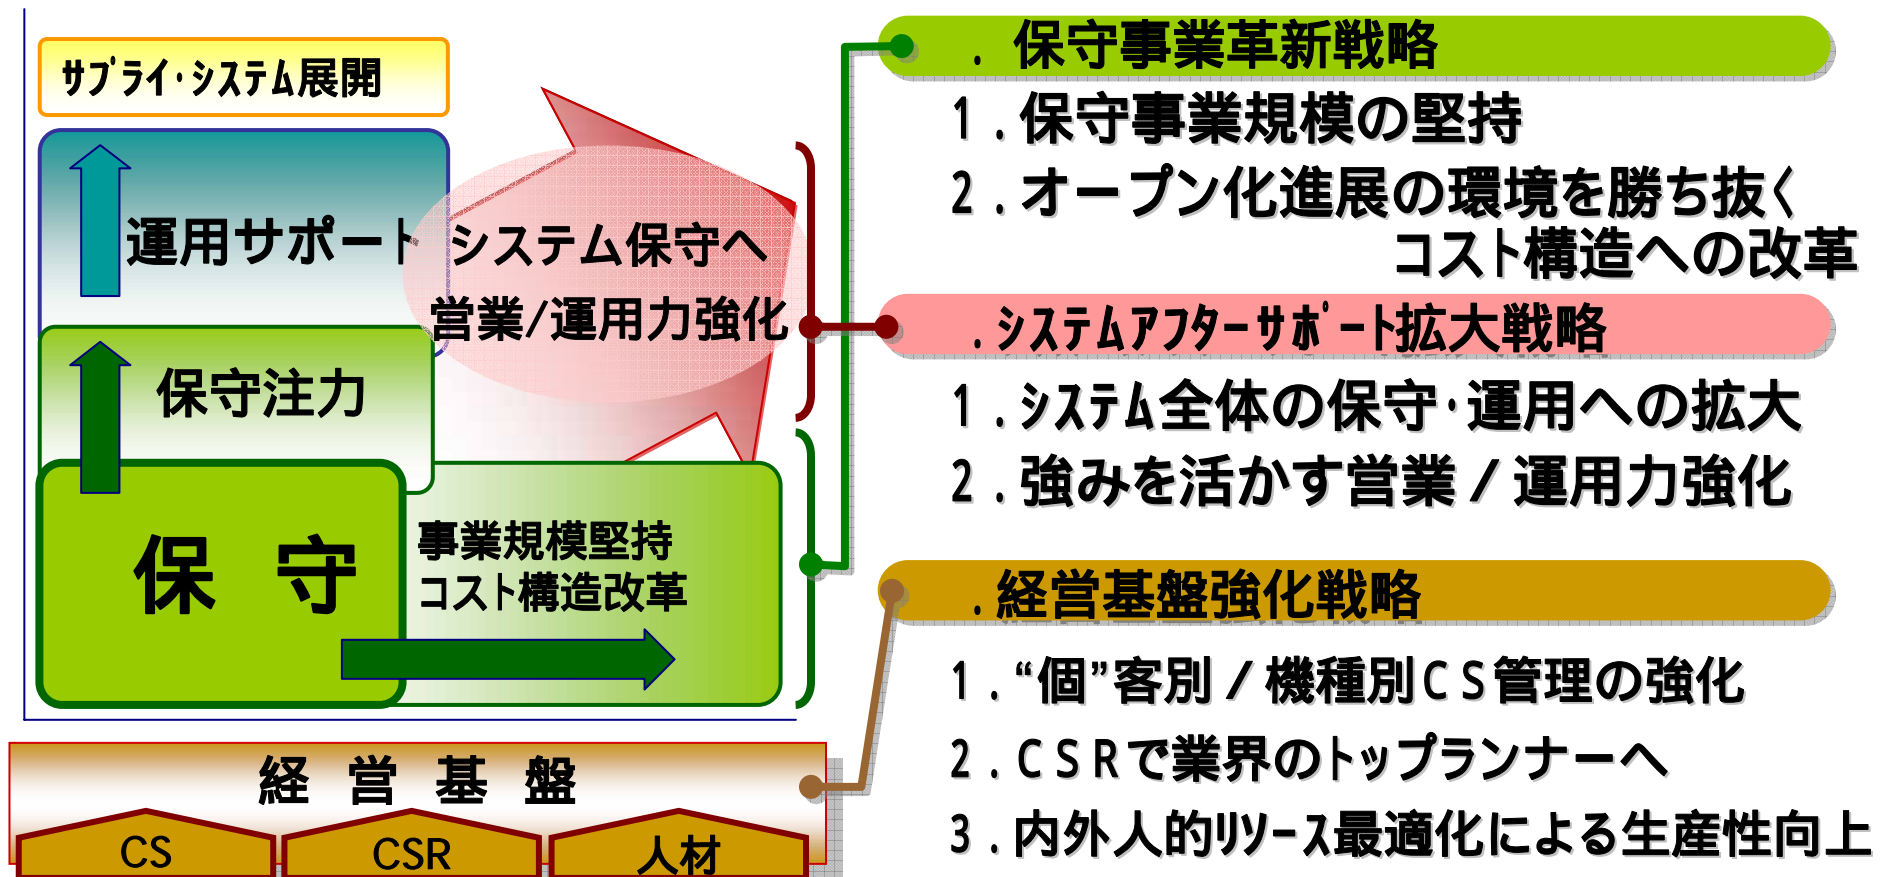 サプライ・システム展開
運用サポート
システム保守へ
営業/運用力強化
保守注力
保 守
事業規模堅持
コスト構造改革
経 営 基 盤
CS
CSR
人材
．保守事業革新戦略
１．保守事業規模の堅持
２．オープン化進展の環境を勝ち抜く
コスト構造への改革
．システムアフターサポート拡大戦略
１．システム全体の保守・運用への拡大
２．強みを活かす営業／運用力強化
．経営基盤強化戦略
１．“個”客別／機種別ＣＳ管理の強化
２．ＣＳＲで業界のトップランナーへ
３．内外人的リソース最適化による生産性向上